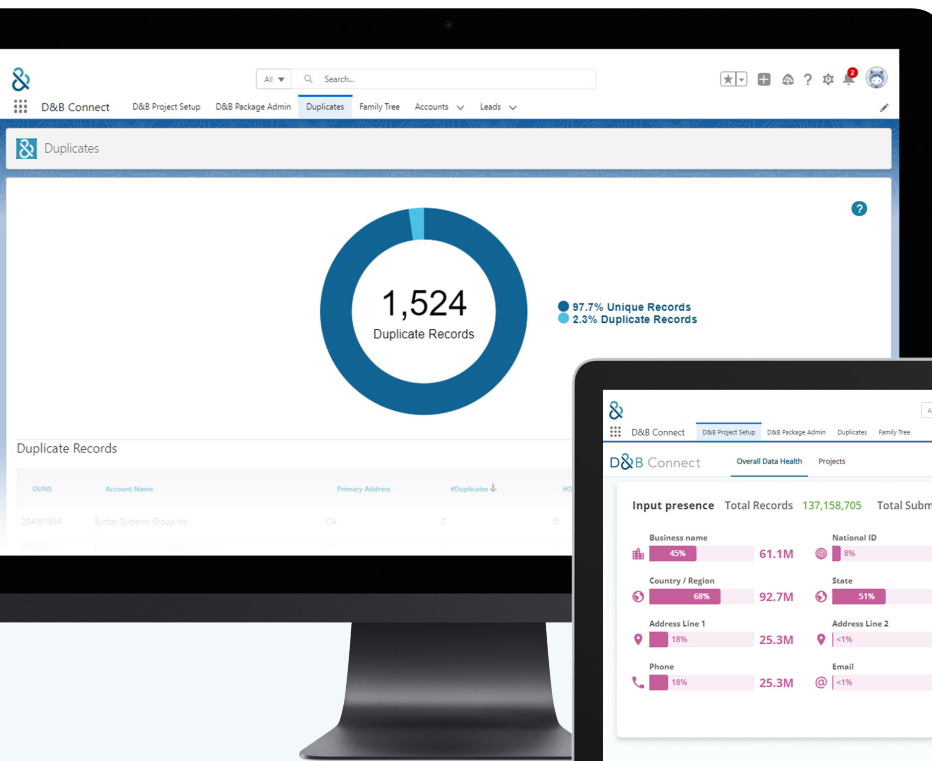 All
Search...
2
D&B Connect D&B Project Setup D&B Package Admin Duplicates Family Tree Accounts Leads
& Duplicates
?
1,524
Duplicate Records
97.7% Unique Records
2.3% Duplicate Records
Duplicate Records
DUNS Account Name Primary Address #Duplicates
204091834 Syntax Systems Group Inc CA 2 0
&
D&B Connect D&B Project Setup D&B Package Admin Duplicates Family Tree
D&B Connect Overall Data Health Projects
Input presence Total Records 137,158,705 Total Subm
Business name National ID
45% 61.1M 8%
Country / Region State
68% 92.7M 51%
Address Line 1 Address Line 2
18% 25.3M <1%
Phone Email
18% 25.3M @ <1%